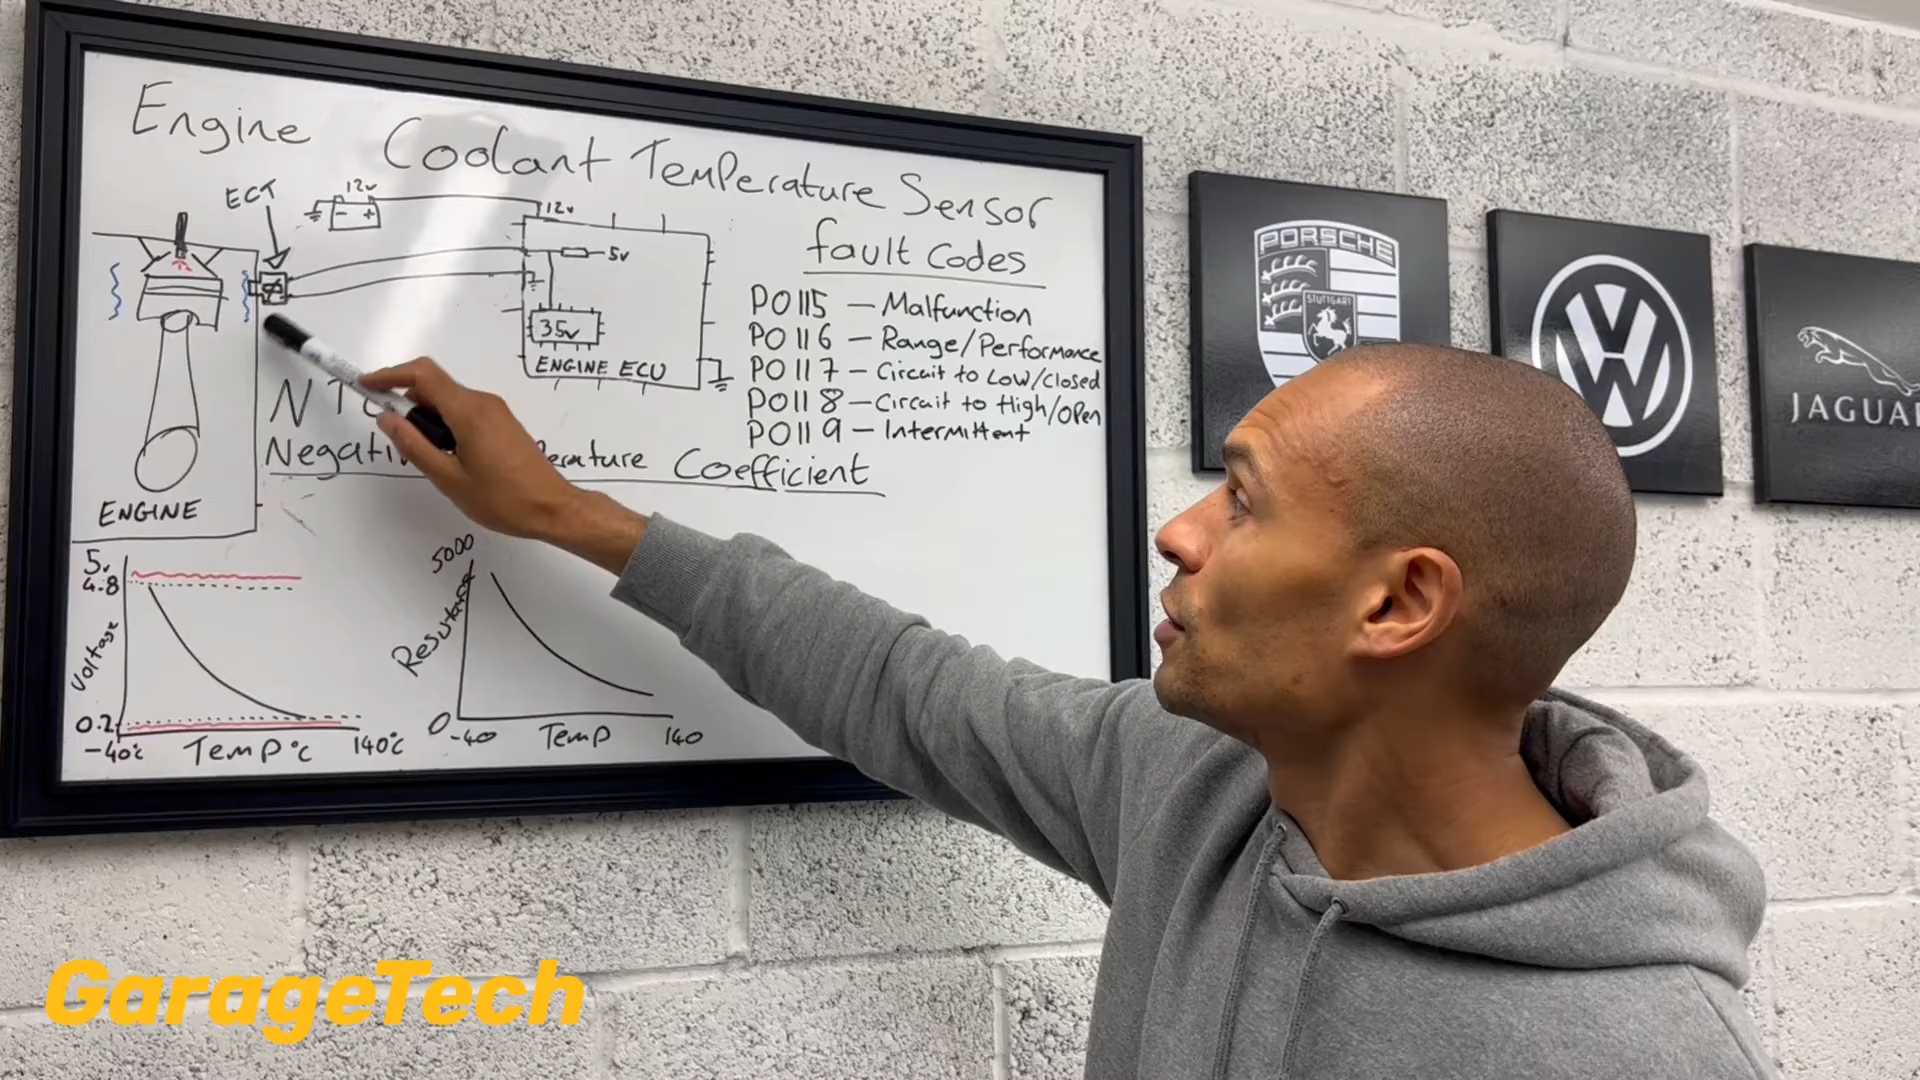 Engine Coolant Temperature Sensor
fault Codes
ECT
12v
- +
12v
5v
35v
ENGINE ECU
P0115 – Malfunction
P0116 – Range/Performance
P0117 – Circuit to Low/Closed
P0118 – Circuit to High/Open
P0119 – Intermittent
NT
Negati erature Coefficient
ENGINE
5v
4.8
Voltage
0.2
-40°c Temp°c 140°c
5000
0
-40 Temp 140
PORSCHE
STUTTGART
JAGUA
GarageTech